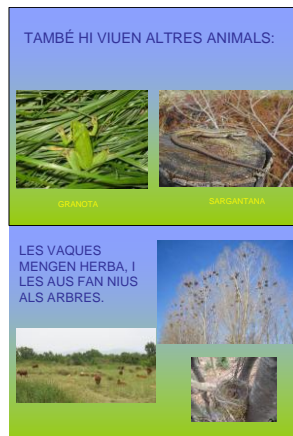 TAMBÉ HI VIUEN ALTRES ANIMALS:
GRANOTA
SARGANTANA
LES VAQUES
MENGEN HERBA, I
LES AUS FAN NIUS
ALS ARBRES.